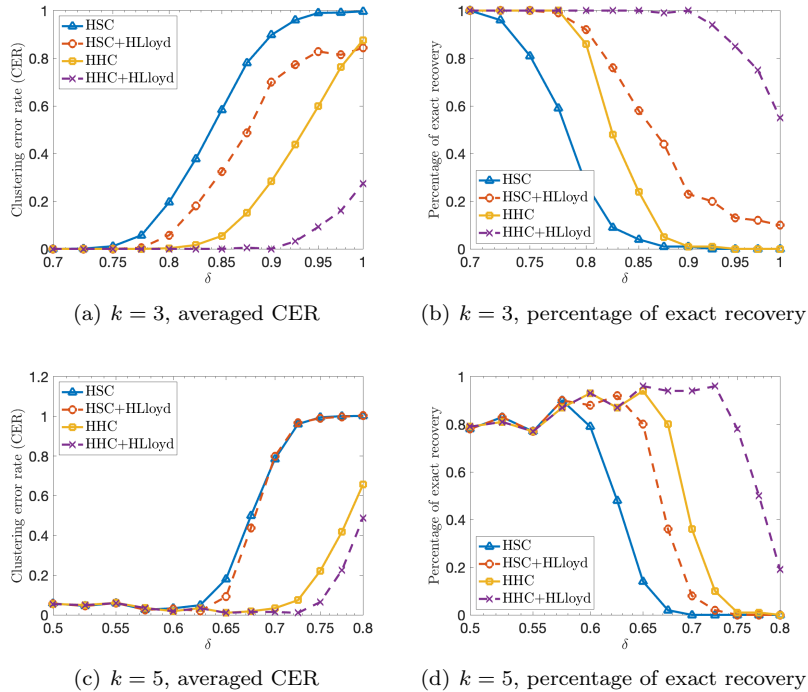 Clustering error rate (CER)
1
0.8
0.6
0.4
0.2
0
HSC
HSC+HLloyd
HHC
HHC+HLloyd
0.7 0.75 0.8 0.85 0.9 0.95 1
δ
(a) k = 3, averaged CER
Percentage of exact recovery
1
0.8
0.6
0.4
0.2
0
HSC
HSC+HLloyd
HHC
HHC+HLloyd
0.7 0.75 0.8 0.85 0.9 0.95 1
δ
(b) k = 3, percentage of exact recovery
Clustering error rate (CER)
1.2
1
0.8
0.6
0.4
0.2
0
HSC
HSC+HLloyd
HHC
HHC+HLloyd
0.5 0.55 0.6 0.65 0.7 0.75 0.8
δ
(c) k = 5, averaged CER
Percentage of exact recovery
1
0.8
0.6
0.4
0.2
0
HSC
HSC+HLloyd
HHC
HHC+HLloyd
0.5 0.55 0.6 0.65 0.7 0.75 0.8
δ
(d) k = 5, percentage of exact recovery